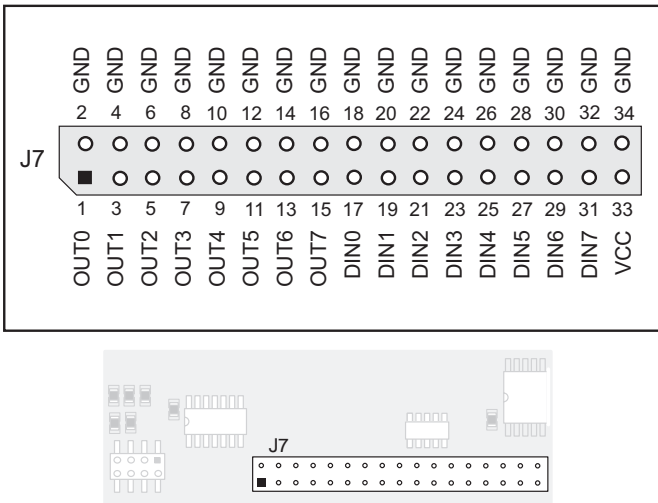 GND GND GND GND GND GND GND GND GND GND GND GND GND GND GND GND GND
2 4 6 8 10 12 14 16 18 20 22 24 26 28 30 32 34
J7
1 3 5 7 9 11 13 15 17 19 21 23 25 27 29 31 33
OUT0 OUT1 OUT2 OUT3 OUT4 OUT5 OUT6 OUT7 DIN0 DIN1 DIN2 DIN3 DIN4 DIN5 DIN6 DIN7 VCC
J7